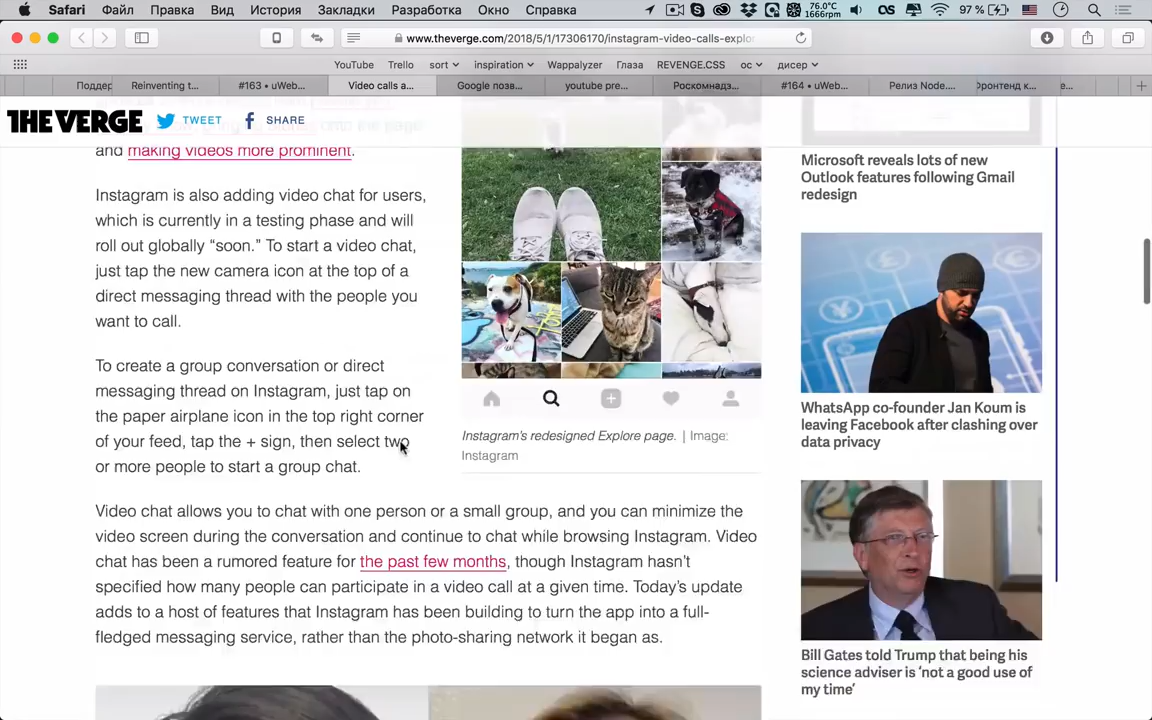 Safari Файл Правка Вид История Закладки Разработка Окно Справка 76.0°C 1666rpm OS 97 %
www.theverge.com/2018/5/1/17306170/instagram-video-calls-explo
YouTube Trello sort inspiration Wappalyzer Глаза REVENGE.CSS ос дисер
Поддер Reinventing t... #163 • uWeb... Video calls a... Google позв... youtube pre... Роскомнадз... #164 • uWeb... Релиз Node.... фронтенд к... е...
THE VERGE TWEET SHARE
and making videos more prominent.
Instagram is also adding video chat for users,
which is currently in a testing phase and will
roll out globally “soon.” To start a video chat,
just tap the new camera icon at the top of a
direct messaging thread with the people you
want to call.
To create a group conversation or direct
messaging thread on Instagram, just tap on
the paper airplane icon in the top right corner
of your feed, tap the + sign, then select two
or more people to start a group chat.
Instagram’s redesigned Explore page. | Image:
Instagram
Video chat allows you to chat with one person or a small group, and you can minimize the
video screen during the conversation and continue to chat while browsing Instagram. Video
chat has been a rumored feature for the past few months, though Instagram hasn’t
specified how many people can participate in a video call at a given time. Today’s update
adds to a host of features that Instagram has been building to turn the app into a full-
fledged messaging service, rather than the photo-sharing network it began as.
Microsoft reveals lots of new
Outlook features following Gmail
redesign
WhatsApp co-founder Jan Koum is
leaving Facebook after clashing over
data privacy
Bill Gates told Trump that being his
science adviser is ‘not a good use of
my time’